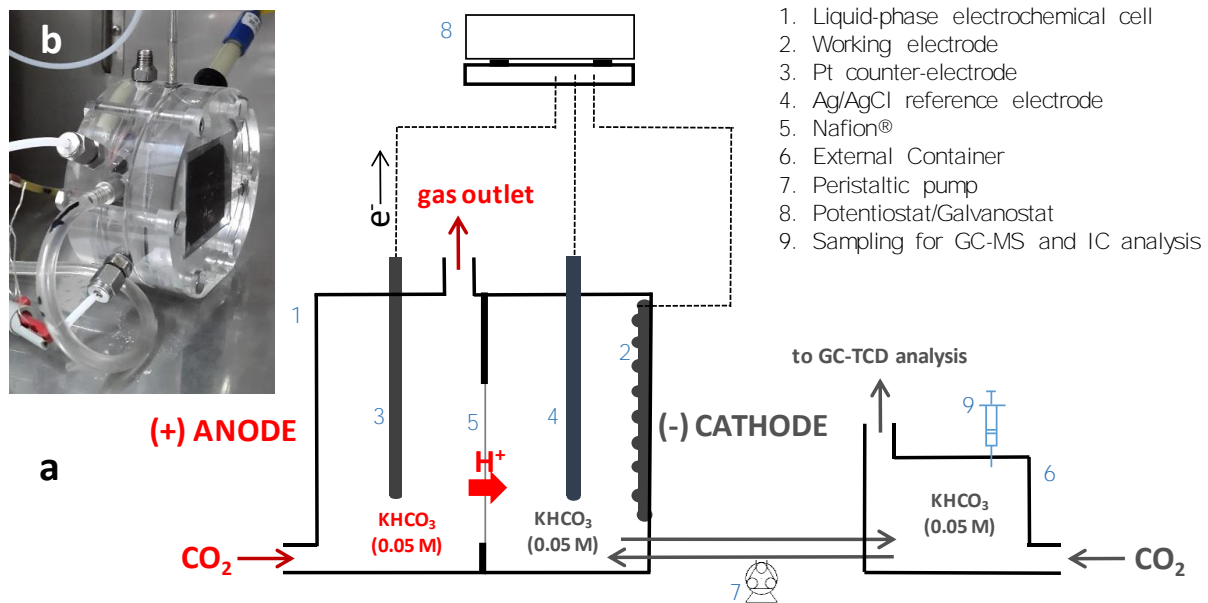 b
8
1. Liquid-phase electrochemical cell
2. Working electrode
3. Pt counter-electrode
4. Ag/AgCl reference electrode
5. Nafion®
6. External Container
7. Peristaltic pump
8. Potentiostat/Galvanostat
9. Sampling for GC-MS and IC analysis
e⁻
gas outlet
1
2
to GC-TCD analysis
9
(+) ANODE
3
5
4
(-) CATHODE
a
H⁺
6
KHCO₃
(0.05 M)
KHCO₃
(0.05 M)
KHCO₃
(0.05 M)
CO₂
7
CO₂